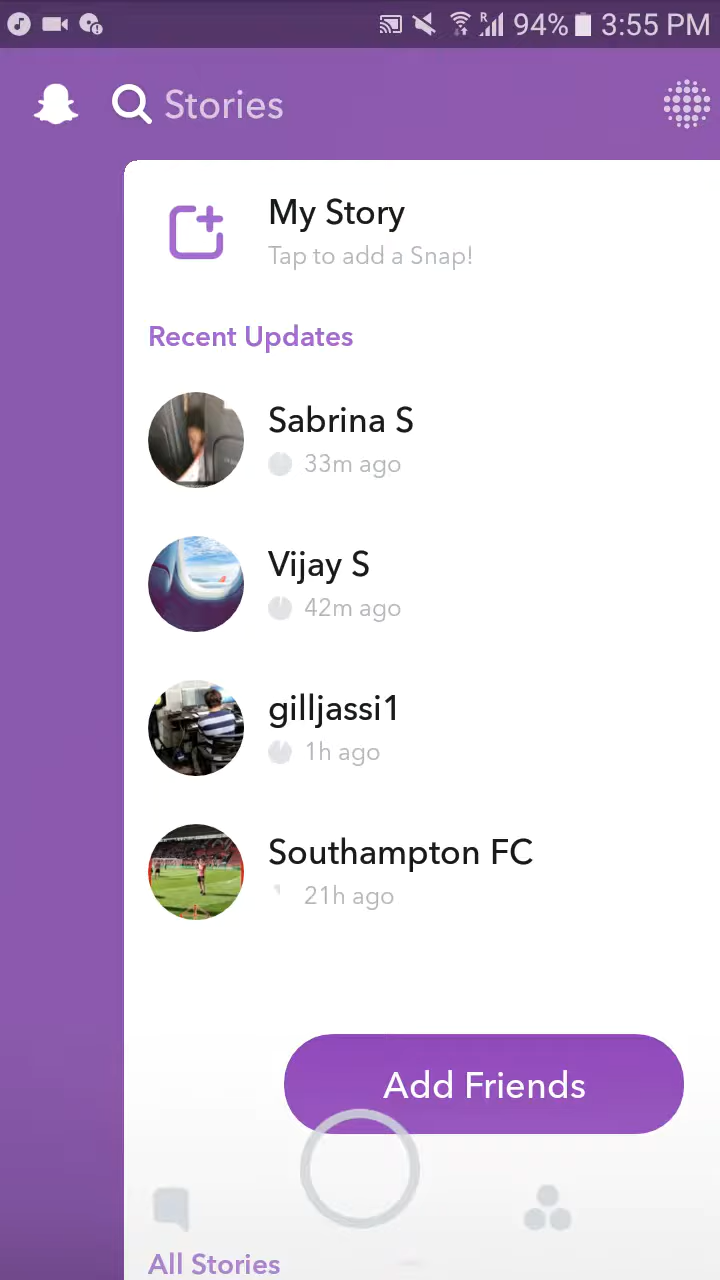 R 94% 3:55 PM
Stories
My Story
Tap to add a Snap!
Recent Updates
Sabrina S
33m ago
Vijay S
42m ago
gilljassi1
1h ago
Southampton FC
21h ago
Add Friends
All Stories